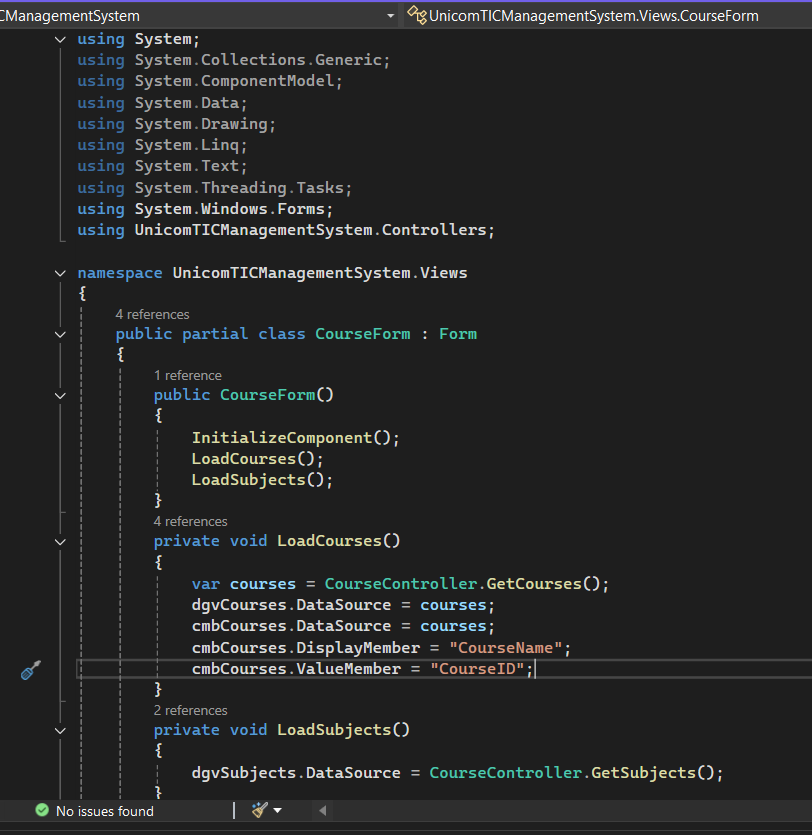 CManagementSystem
UnicomTICManagementSystem.Views.CourseForm
using System;
using System.Collections.Generic;
using System.ComponentModel;
using System.Data;
using System.Drawing;
using System.Linq;
using System.Text;
using System.Threading.Tasks;
using System.Windows.Forms;
using UnicomTICManagementSystem.Controllers;
namespace UnicomTICManagementSystem.Views
{
4 references
public partial class CourseForm : Form
{
1 reference
public CourseForm()
{
InitializeComponent();
LoadCourses();
LoadSubjects();
}
4 references
private void LoadCourses()
{
var courses = CourseController.GetCourses();
dgvCourses.DataSource = courses;
cmbCourses.DataSource = courses;
cmbCourses.DisplayMember = "CourseName";
cmbCourses.ValueMember = "CourseID";
}
2 references
private void LoadSubjects()
{
dgvSubjects.DataSource = CourseController.GetSubjects();
}
No issues found